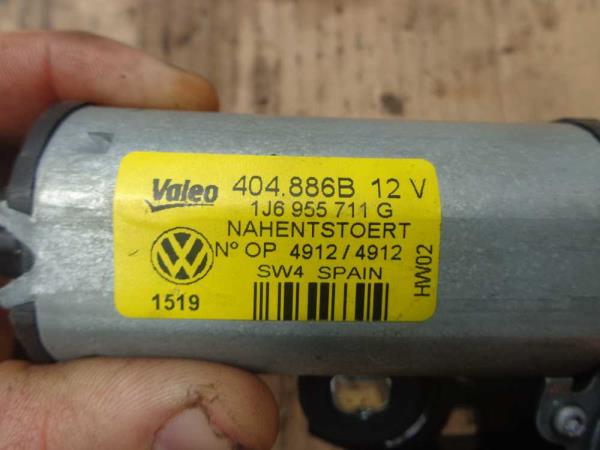 Valeo 404.886B 12 V
1J6 955 711 G
NAHENTSTOERT
N° OP 4912 / 4912
SW4 SPAIN
1519
HW02